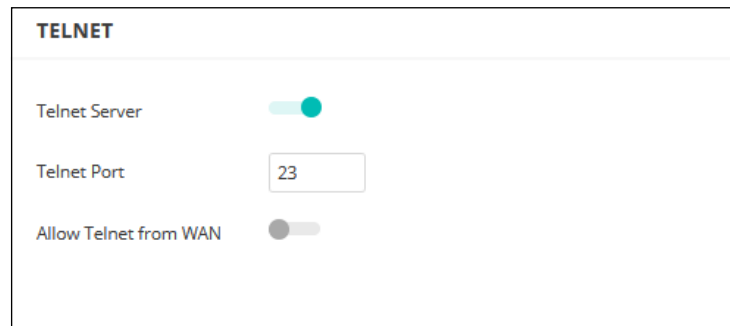 TELNET
Telnet Server
Telnet Port 23
Allow Telnet from WAN